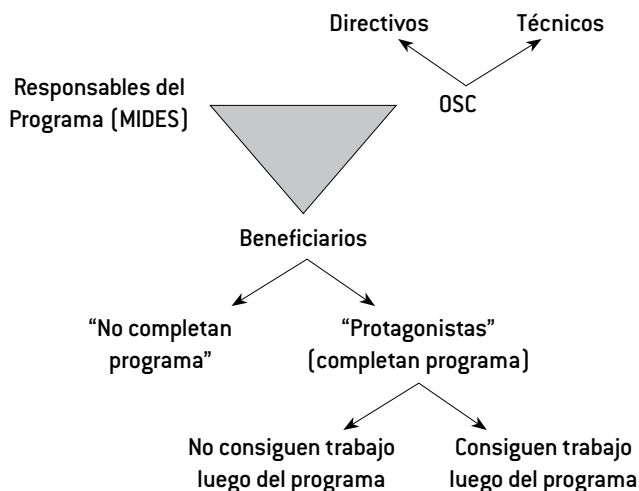 Directivos
Técnicos
Responsables del
Programa (MIDES)
OSC
Beneficiarios
“No completan
programa”
“Protagonistas”
(completan programa)
No consiguen trabajo
luego del programa
Consiguen trabajo
luego del programa